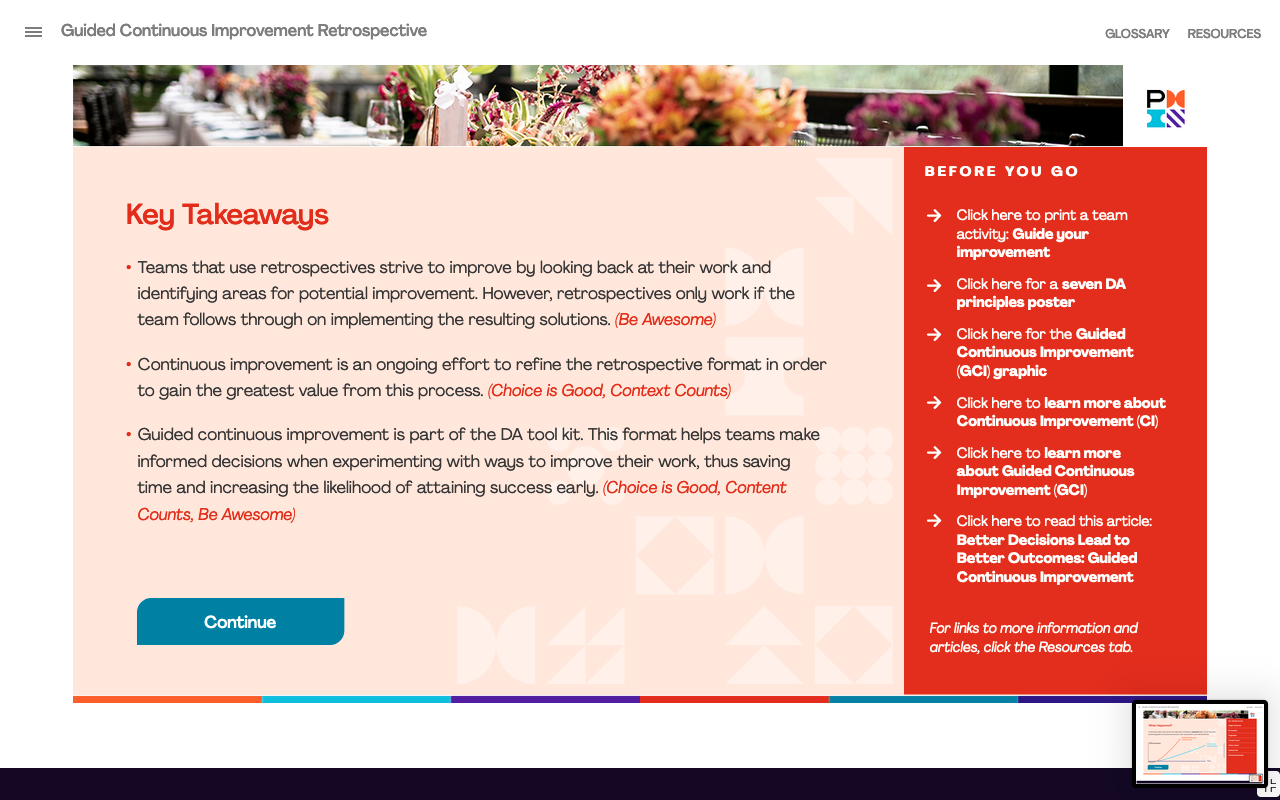 Guided Continuous Improvement Retrospective
GLOSSARY RESOURCES
Key Takeaways
• Teams that use retrospectives strive to improve by looking back at their work and
identifying areas for potential improvement. However, retrospectives only work if the
team follows through on implementing the resulting solutions. (Be Awesome)
• Continuous improvement is an ongoing effort to refine the retrospective format in order
to gain the greatest value from this process. (Choice is Good, Context Counts)
• Guided continuous improvement is part of the DA tool kit. This format helps teams make
informed decisions when experimenting with ways to improve their work, thus saving
time and increasing the likelihood of attaining success early. (Choice is Good, Content
Counts, Be Awesome)
Continue
BEFORE YOU GO
Click here to print a team
activity: Guide your
improvement
Click here for a seven DA
principles poster
Click here for the Guided
Continuous Improvement
(GCI) graphic
Click here to learn more about
Continuous Improvement (CI)
Click here to learn more
about Guided Continuous
Improvement (GCI)
Click here to read this article:
Better Decisions Lead to
Better Outcomes: Guided
Continuous Improvement
For links to more information and
articles, click the Resources tab.